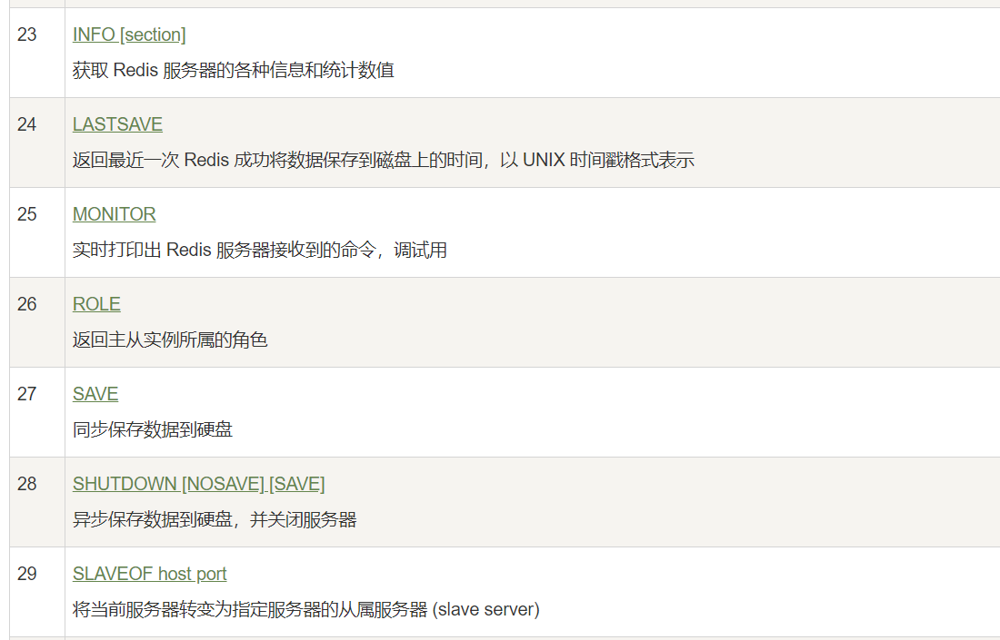 23
INFO [section]
获取 Redis 服务器的各种信息和统计数值
24
LASTSAVE
返回最近一次 Redis 成功将数据保存到磁盘上的时间，以 UNIX 时间戳格式表示
25
MONITOR
实时打印出 Redis 服务器接收到的命令，调试用
26
ROLE
返回主从实例所属的角色
27
SAVE
同步保存数据到硬盘
28
SHUTDOWN [NOSAVE] [SAVE]
异步保存数据到硬盘，并关闭服务器
29
SLAVEOF host port
将当前服务器转变为指定服务器的从属服务器 (slave server)